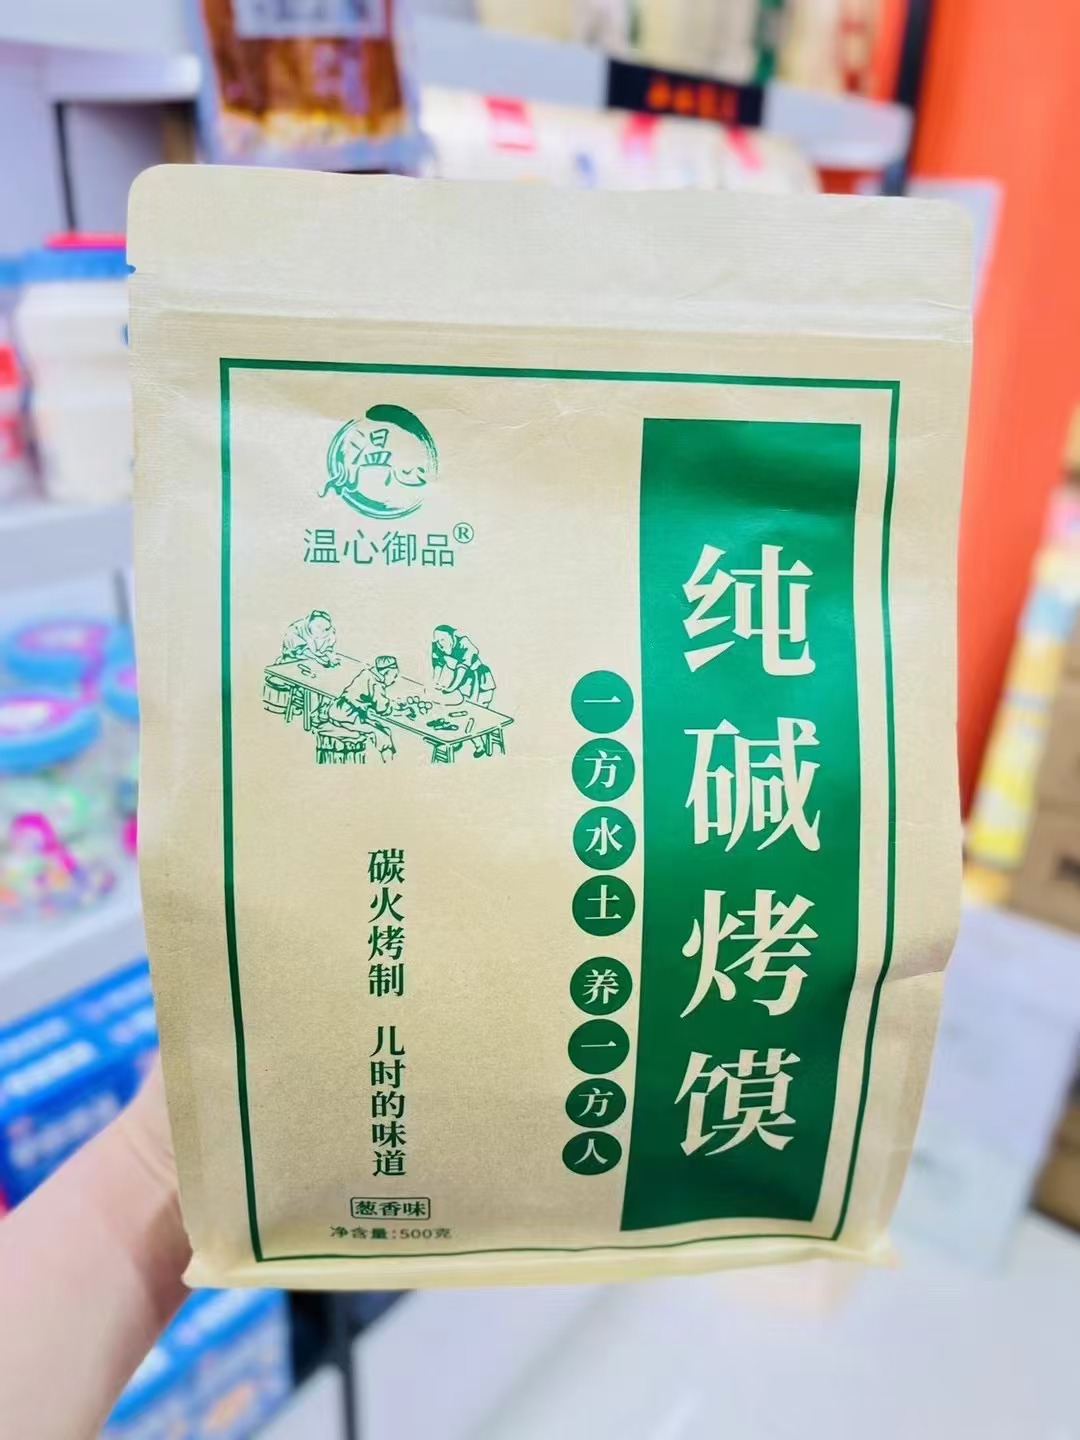 温心
温心御品®
纯碱烤馍
一方水土 养一方人
碳火烤制 儿时的味道
葱香味
净含量:500克